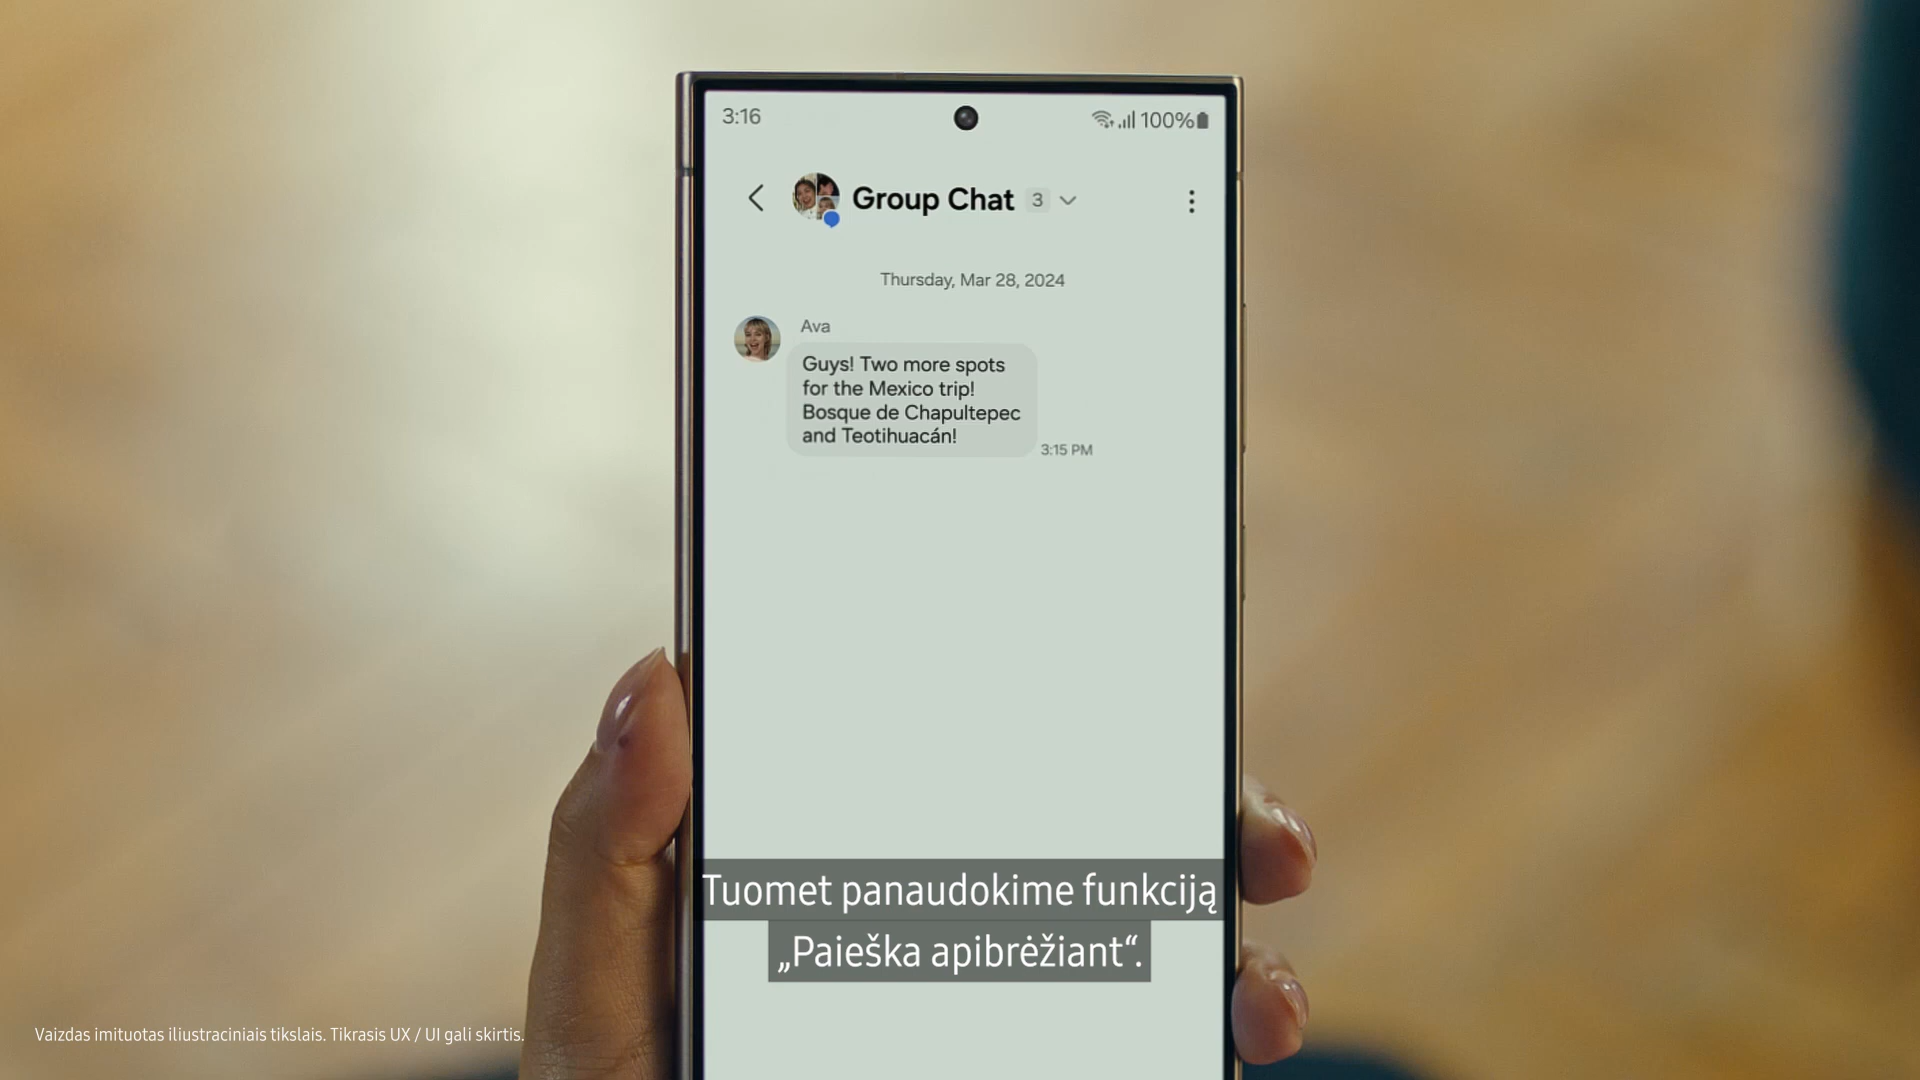 3:16
100%
Group Chat 3
Thursday, Mar 28, 2024
Ava
Guys! Two more spots
for the Mexico trip!
Bosque de Chapultepec
and Teotihuacán!
3:15 PM
Tuomet panaudokime funkciją
„Paieška apibrėžiant“.
Vaizdas imituotas iliustraciniais tikslais. Tikrasis UX / UI gali skirtis.